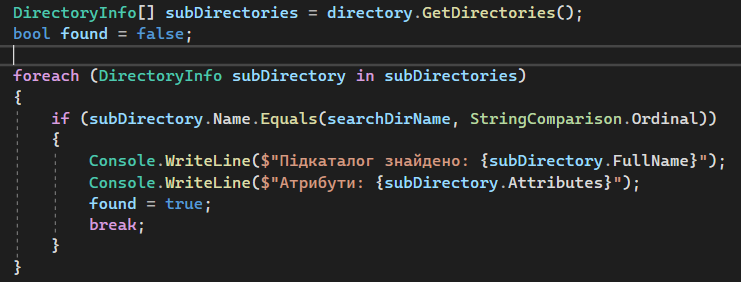 DirectoryInfo[] subDirectories = directory.GetDirectories();
bool found = false;
foreach (DirectoryInfo subDirectory in subDirectories)
{
    if (subDirectory.Name.Equals(searchDirName, StringComparison.Ordinal))
    {
        Console.WriteLine($"Підкаталог знайдено: {subDirectory.FullName}");
        Console.WriteLine($"Атрибути: {subDirectory.Attributes}");
        found = true;
        break;
    }
}